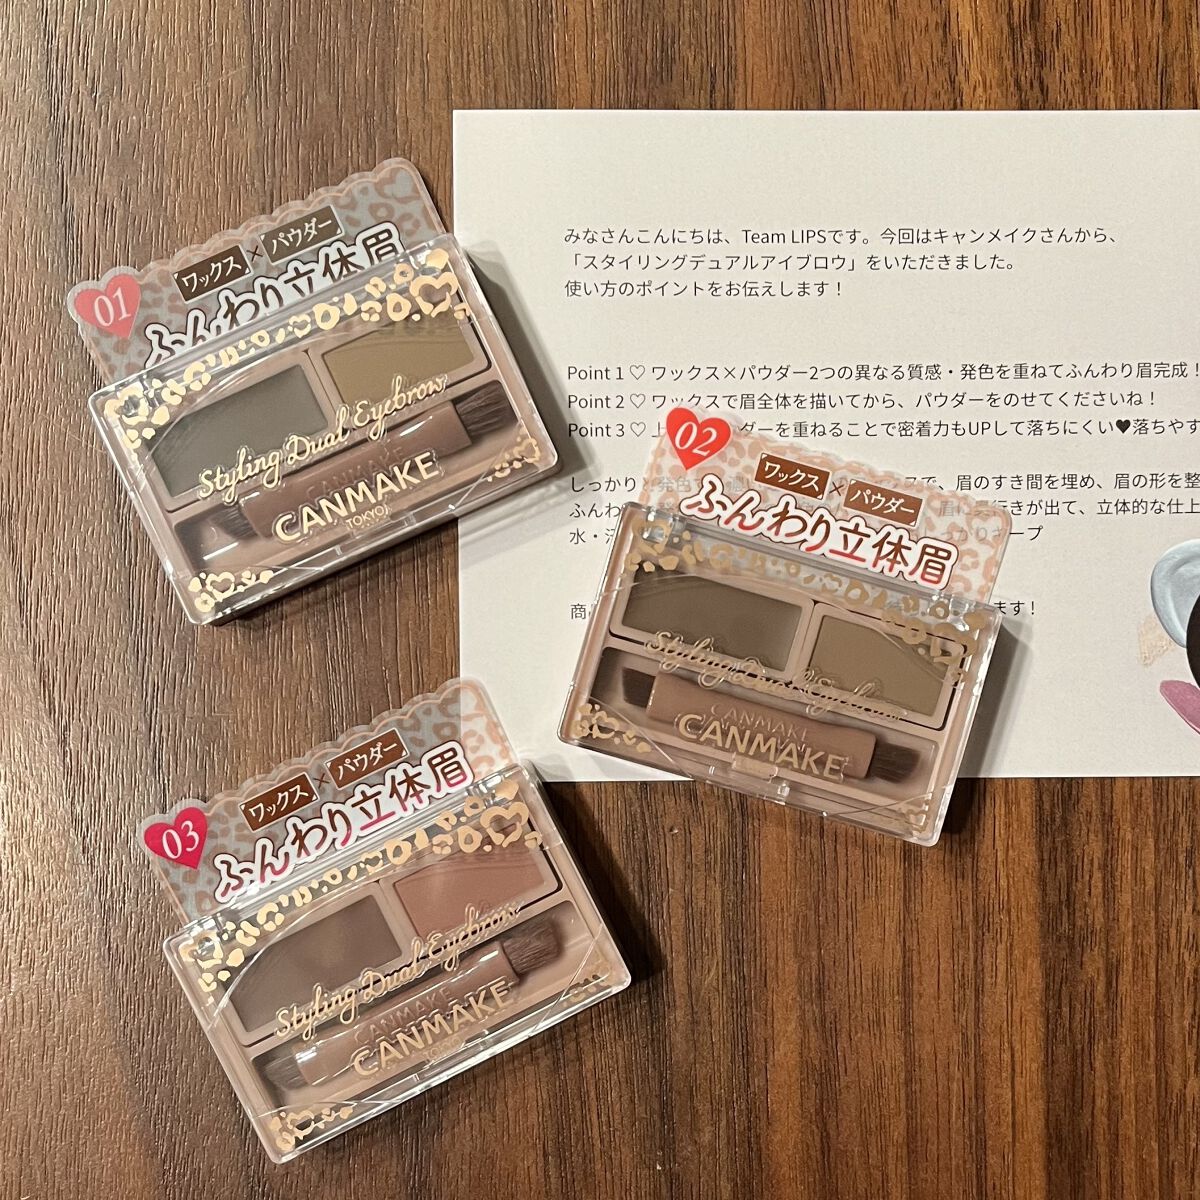 みなさんこんにちは、Team LIPSです。今回はキャンメイクさんから、
「スタイリングデュアルアイブロウ」をいただきました。
使い方のポイントをお伝えします！
Point 1 ♡ ワックス×パウダー2つの異なる質感・発色を重ねてふんわり眉完成！
Point 2 ♡ ワックスで眉全体を描いてから、パウダーをのせてくださいね！
Point 3 ♡ 上 ダーを重ねることで密着力もUPして落ちにくい♥落ちやす
しっかり 発色 で、眉のすき間を埋め、眉の形を整
ふんわ 行きが出て、立体的な仕上
水・ かりキープ
商 ます！
01
ワックス×パウダー
ふんわり立体眉
Styling Dual Eyebrow
CANMAKE
CANMAKE
TOKYO
02
ワックス×パウダー
ふんわり立体眉
Styling Dual Eyebrow
CANMAKE
CANMAKE
03
ワックス×パウダー
ふんわり立体眉
Styling Dual Eyebrow
CANMAKE
CANMAKE
TOKYO